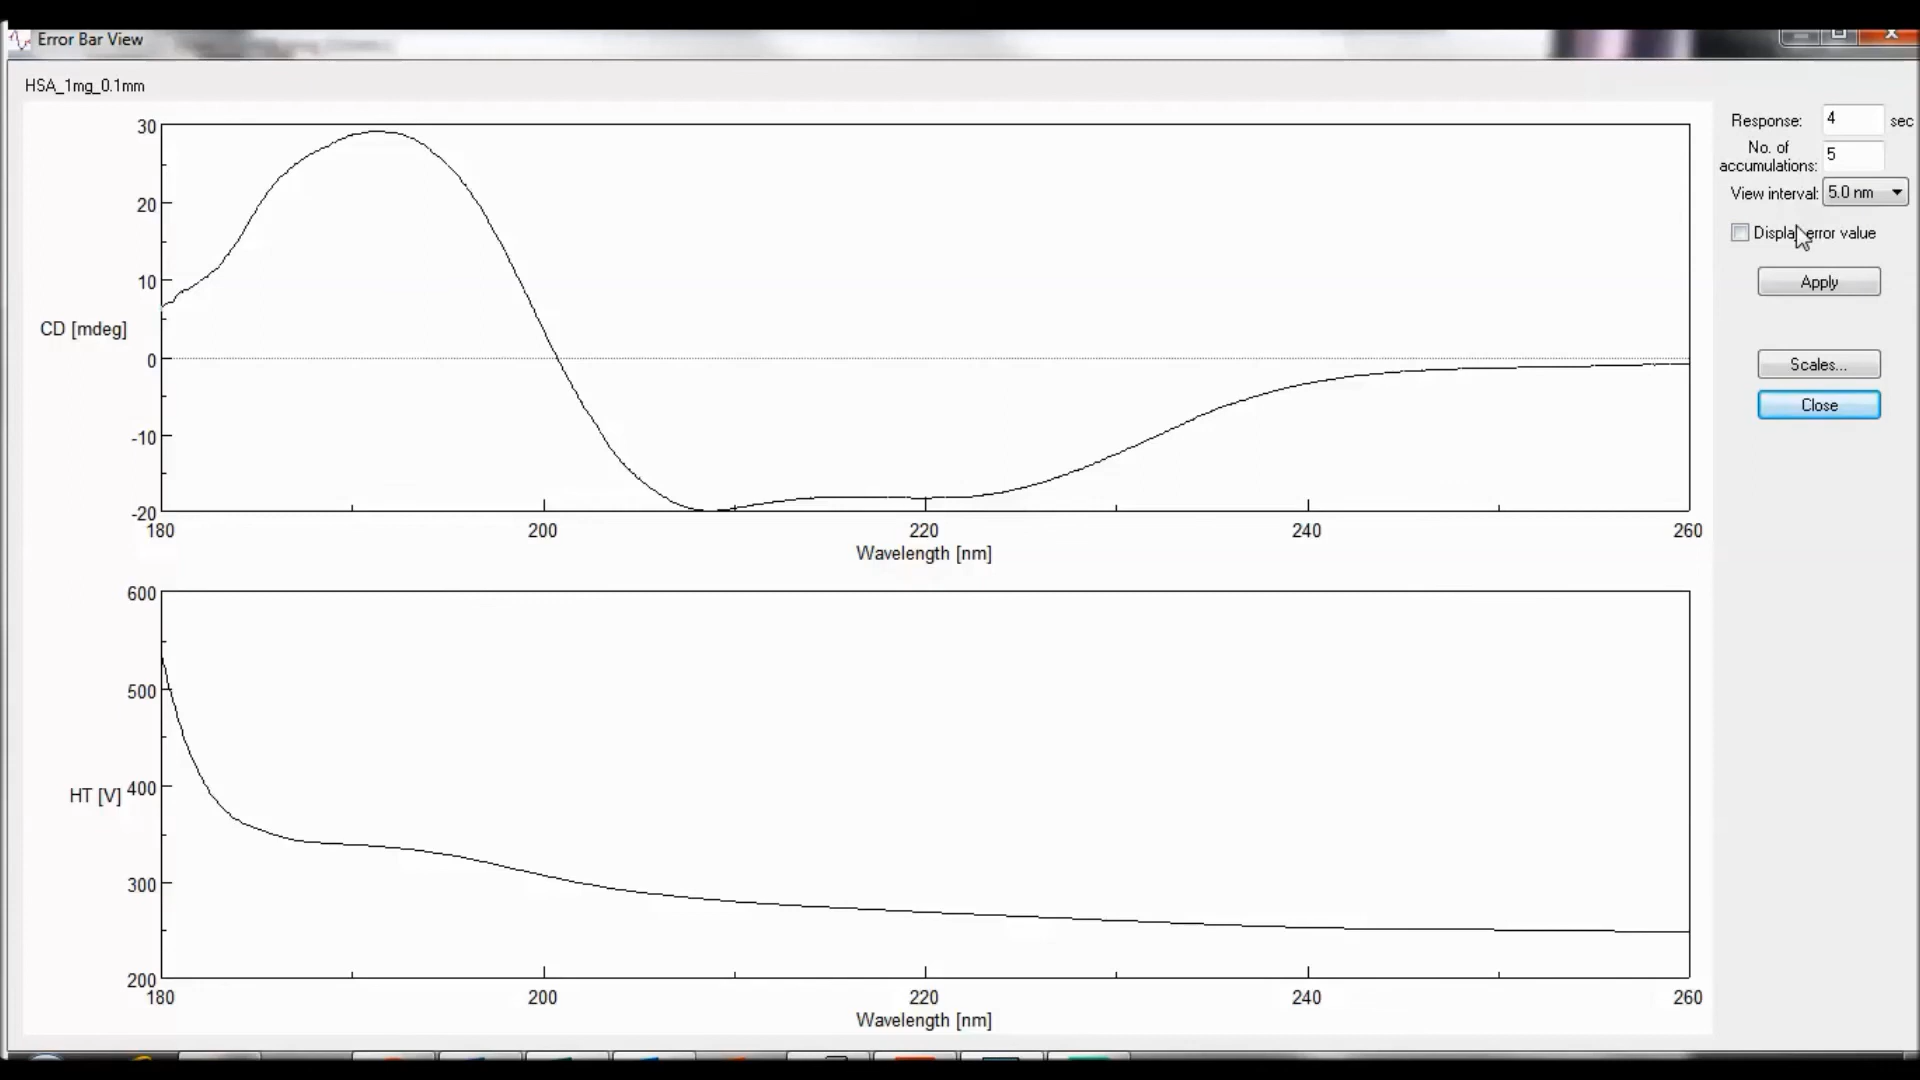 Error Bar View
HSA_1mg_0.1mm
30
20
10
0
-10
-20
CD [mdeg]
180
200
220
240
260
Wavelength [nm]
600
500
400
300
200
HT [V]
180
200
220
240
260
Wavelength [nm]
Response: 4 sec
No. of
accumulations: 5
View interval: 5.0 nm
Display error value
Apply
Scales...
Close